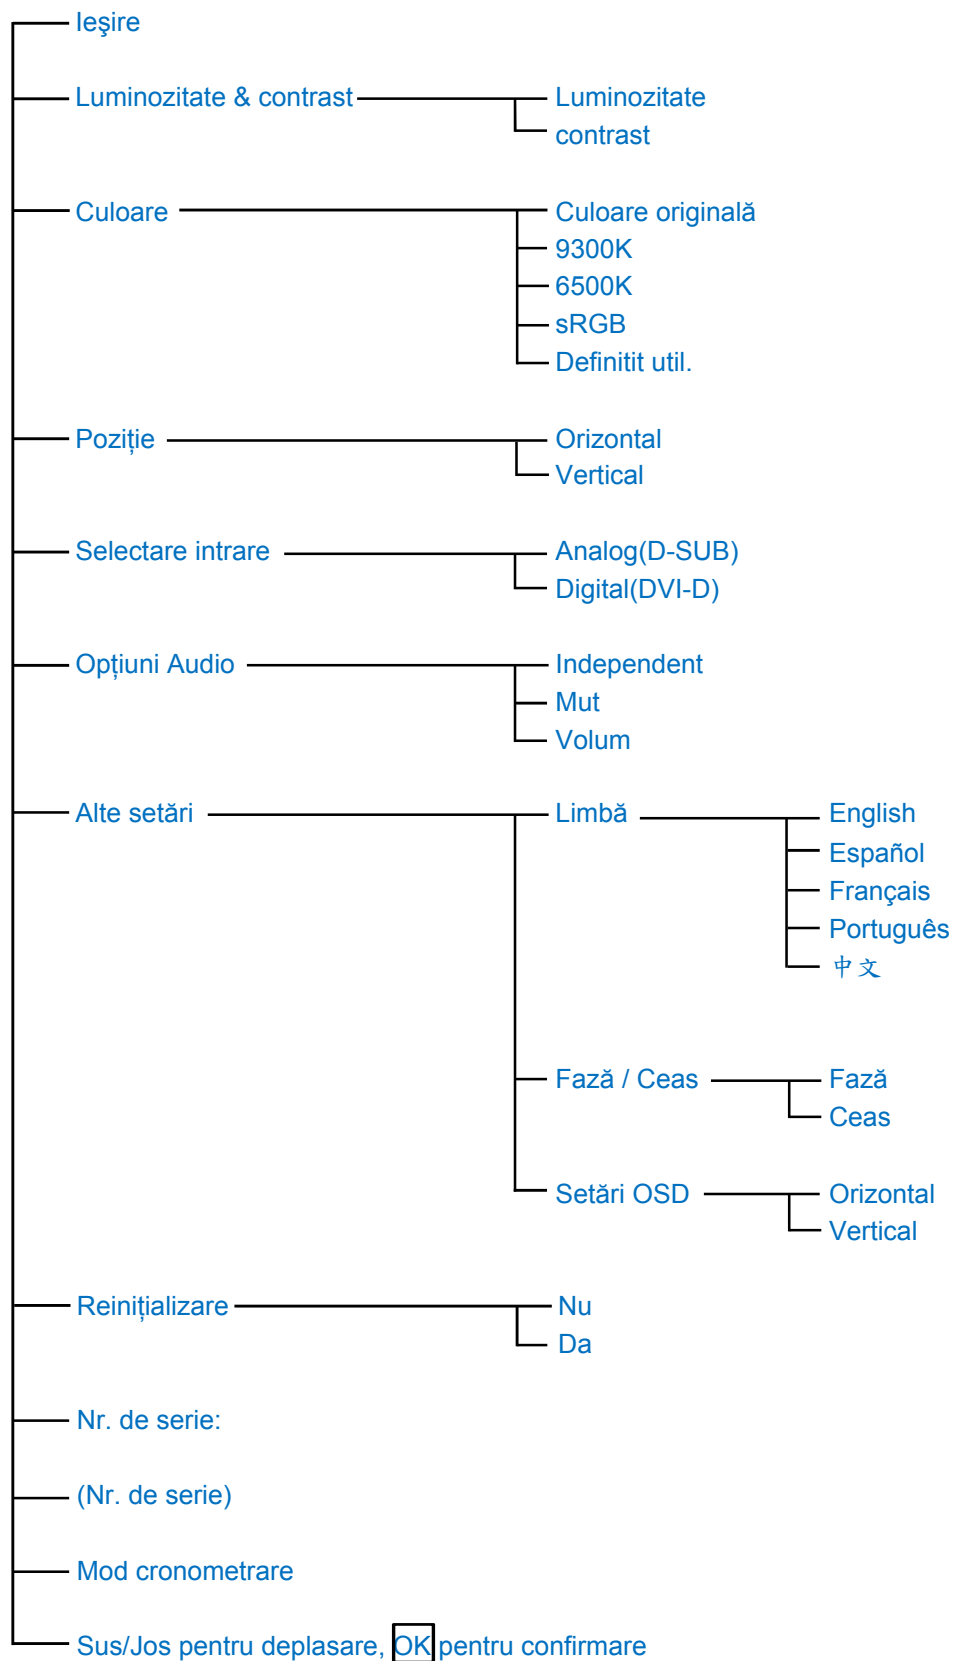 Ieşire
Luminozitate & contrast
Luminozitate
contrast
Culoare
Culoare originală
9300K
6500K
sRGB
Definitit util.
Poziție
Orizontal
Vertical
Selectare intrare
Analog(D-SUB)
Digital(DVI-D)
Opțiuni Audio
Independent
Mut
Volum
Alte setări
Limbă
English
Español
Français
Português
中文
Fază / Ceas
Fază
Ceas
Setări OSD
Orizontal
Vertical
Reinițializare
Nu
Da
Nr. de serie:
(Nr. de serie)
Mod cronometrare
Sus/Jos pentru deplasare, OK pentru confirmare